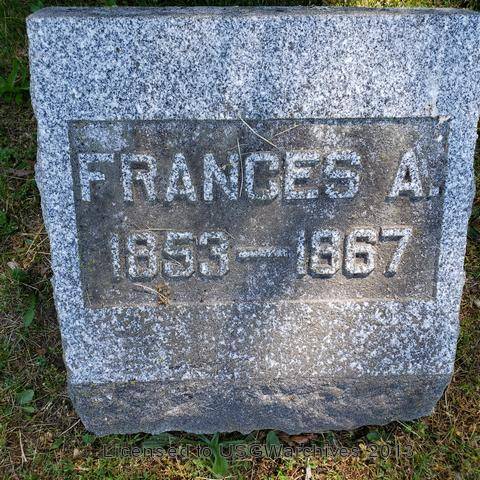 FRANCES A.
1853—1867
Licensed to USGWarchives 2013